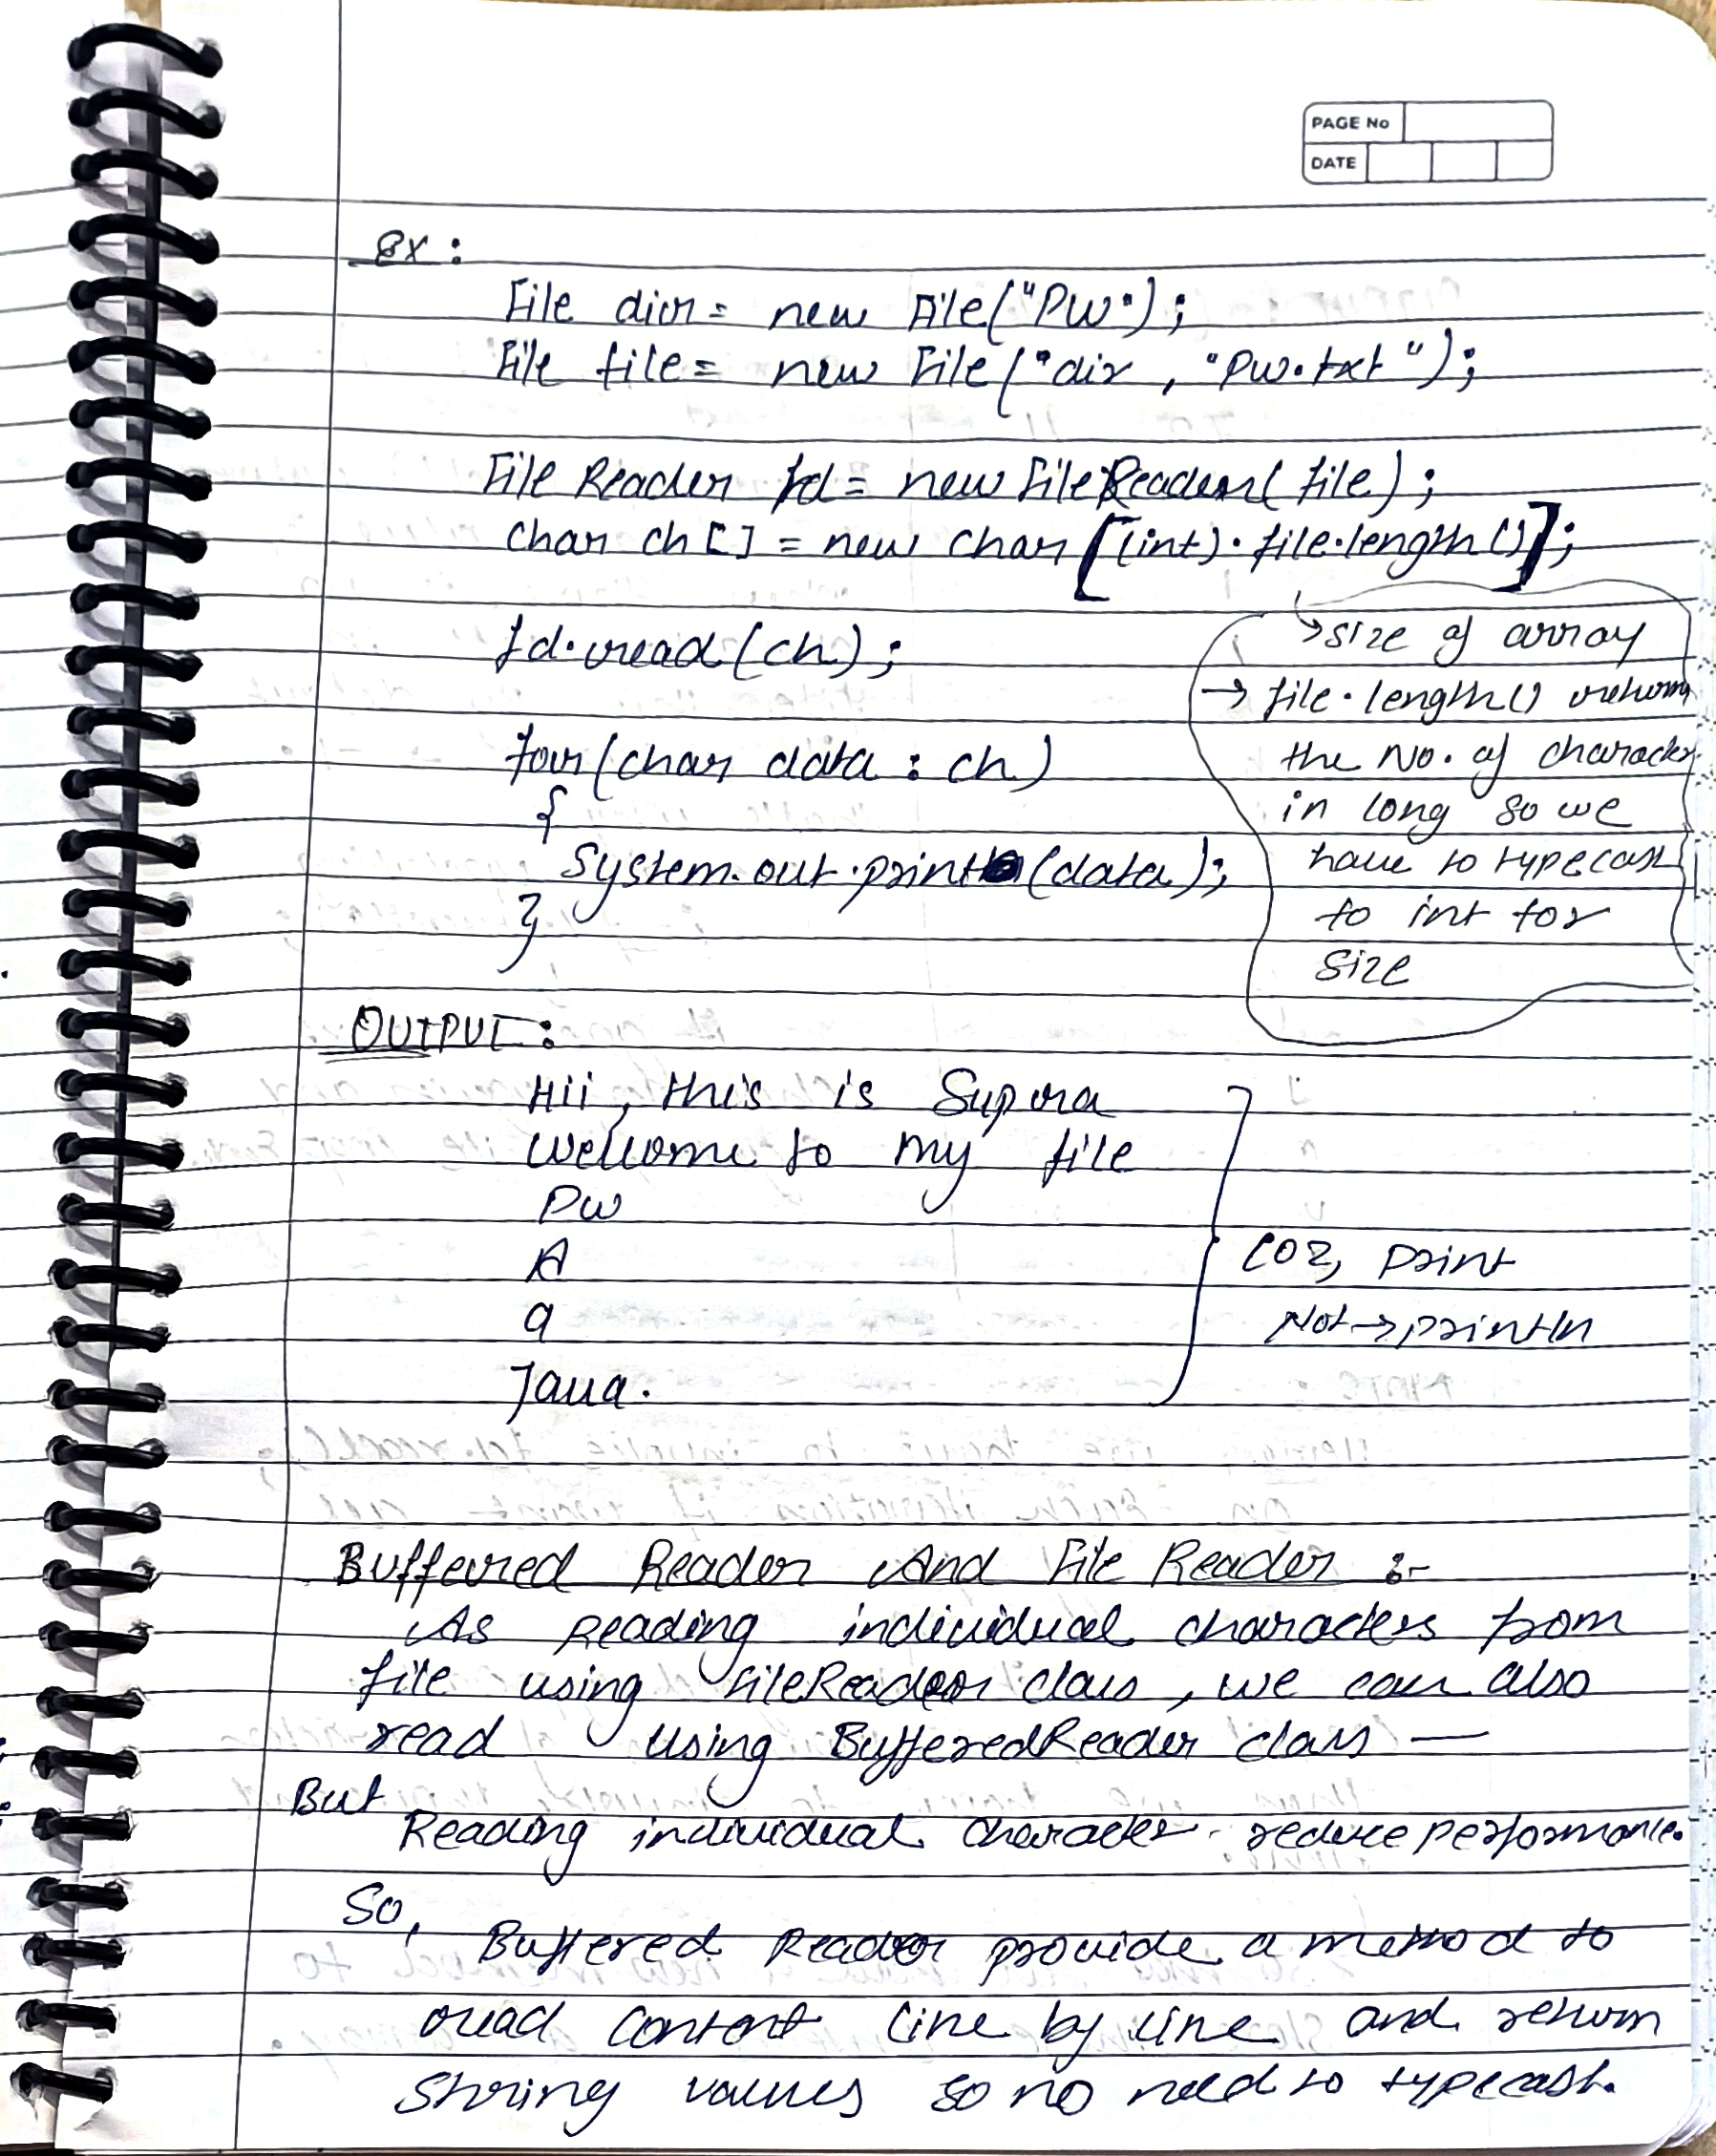 PAGE No
DATE
Ex:
File dir = new File("PW");
File file = new File("dir, "Pw.txt");
File Reader fd = new FileReader(file);
char ch[] = new char[(int).file.length()];
→ size of array
fd.read(ch);
→ file.length() return
the No. of character
in long so we
have to typecast
to int for
size
for(char data : ch)
{
System.out.print(data);
}
OUTPUT:
Hii, this is Supra
Welcome to my file
PW
A
a
Java.
COZ, print
Not → println
Buffered Reader And File Reader :-
As Reading individual characters from
file using FileReader class, we can also
read using BufferedReader class —
But
Reading individual character reduce performance.
So,
Buffered Reader provide a method to
read content line by line and return
String values so no need to typecast.